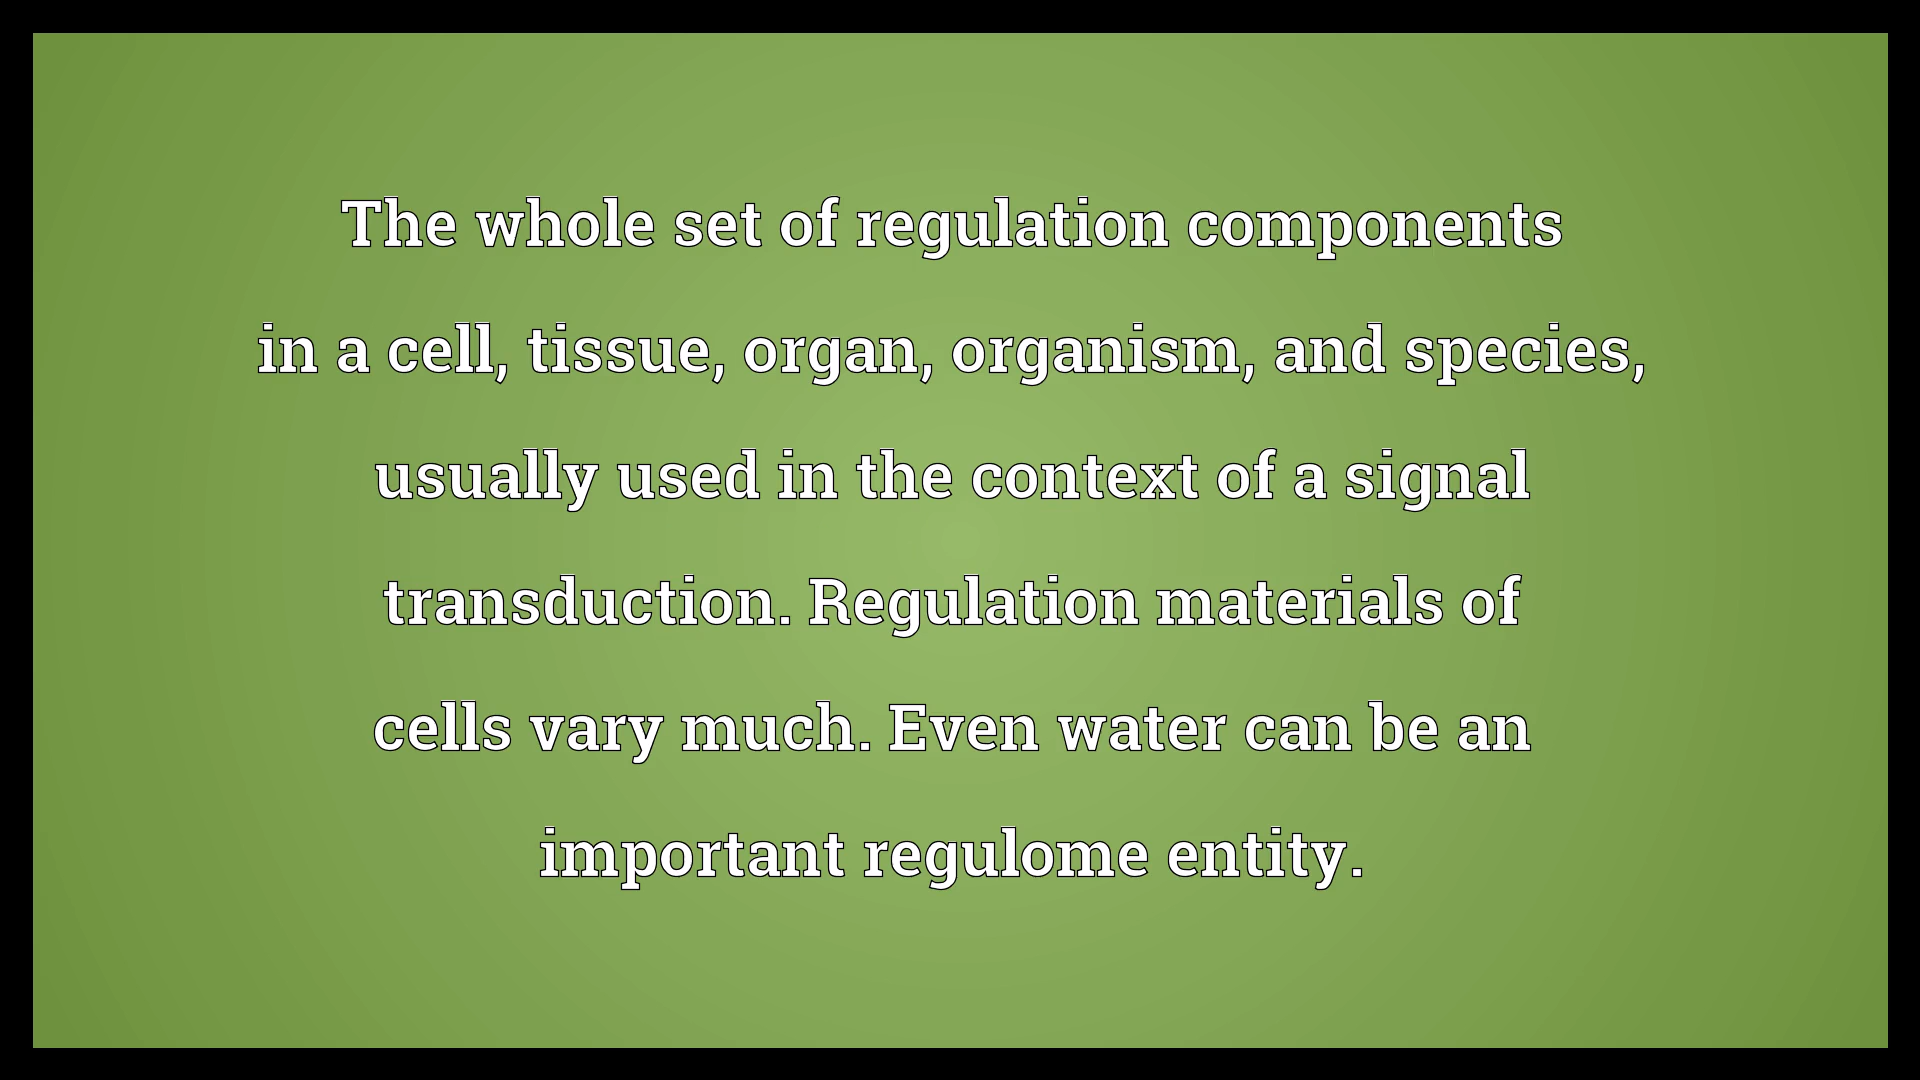 The whole set of regulation components
in a cell, tissue, organ, organism, and species,
usually used in the context of a signal
transduction. Regulation materials of
cells vary much. Even water can be an
important regulome entity.